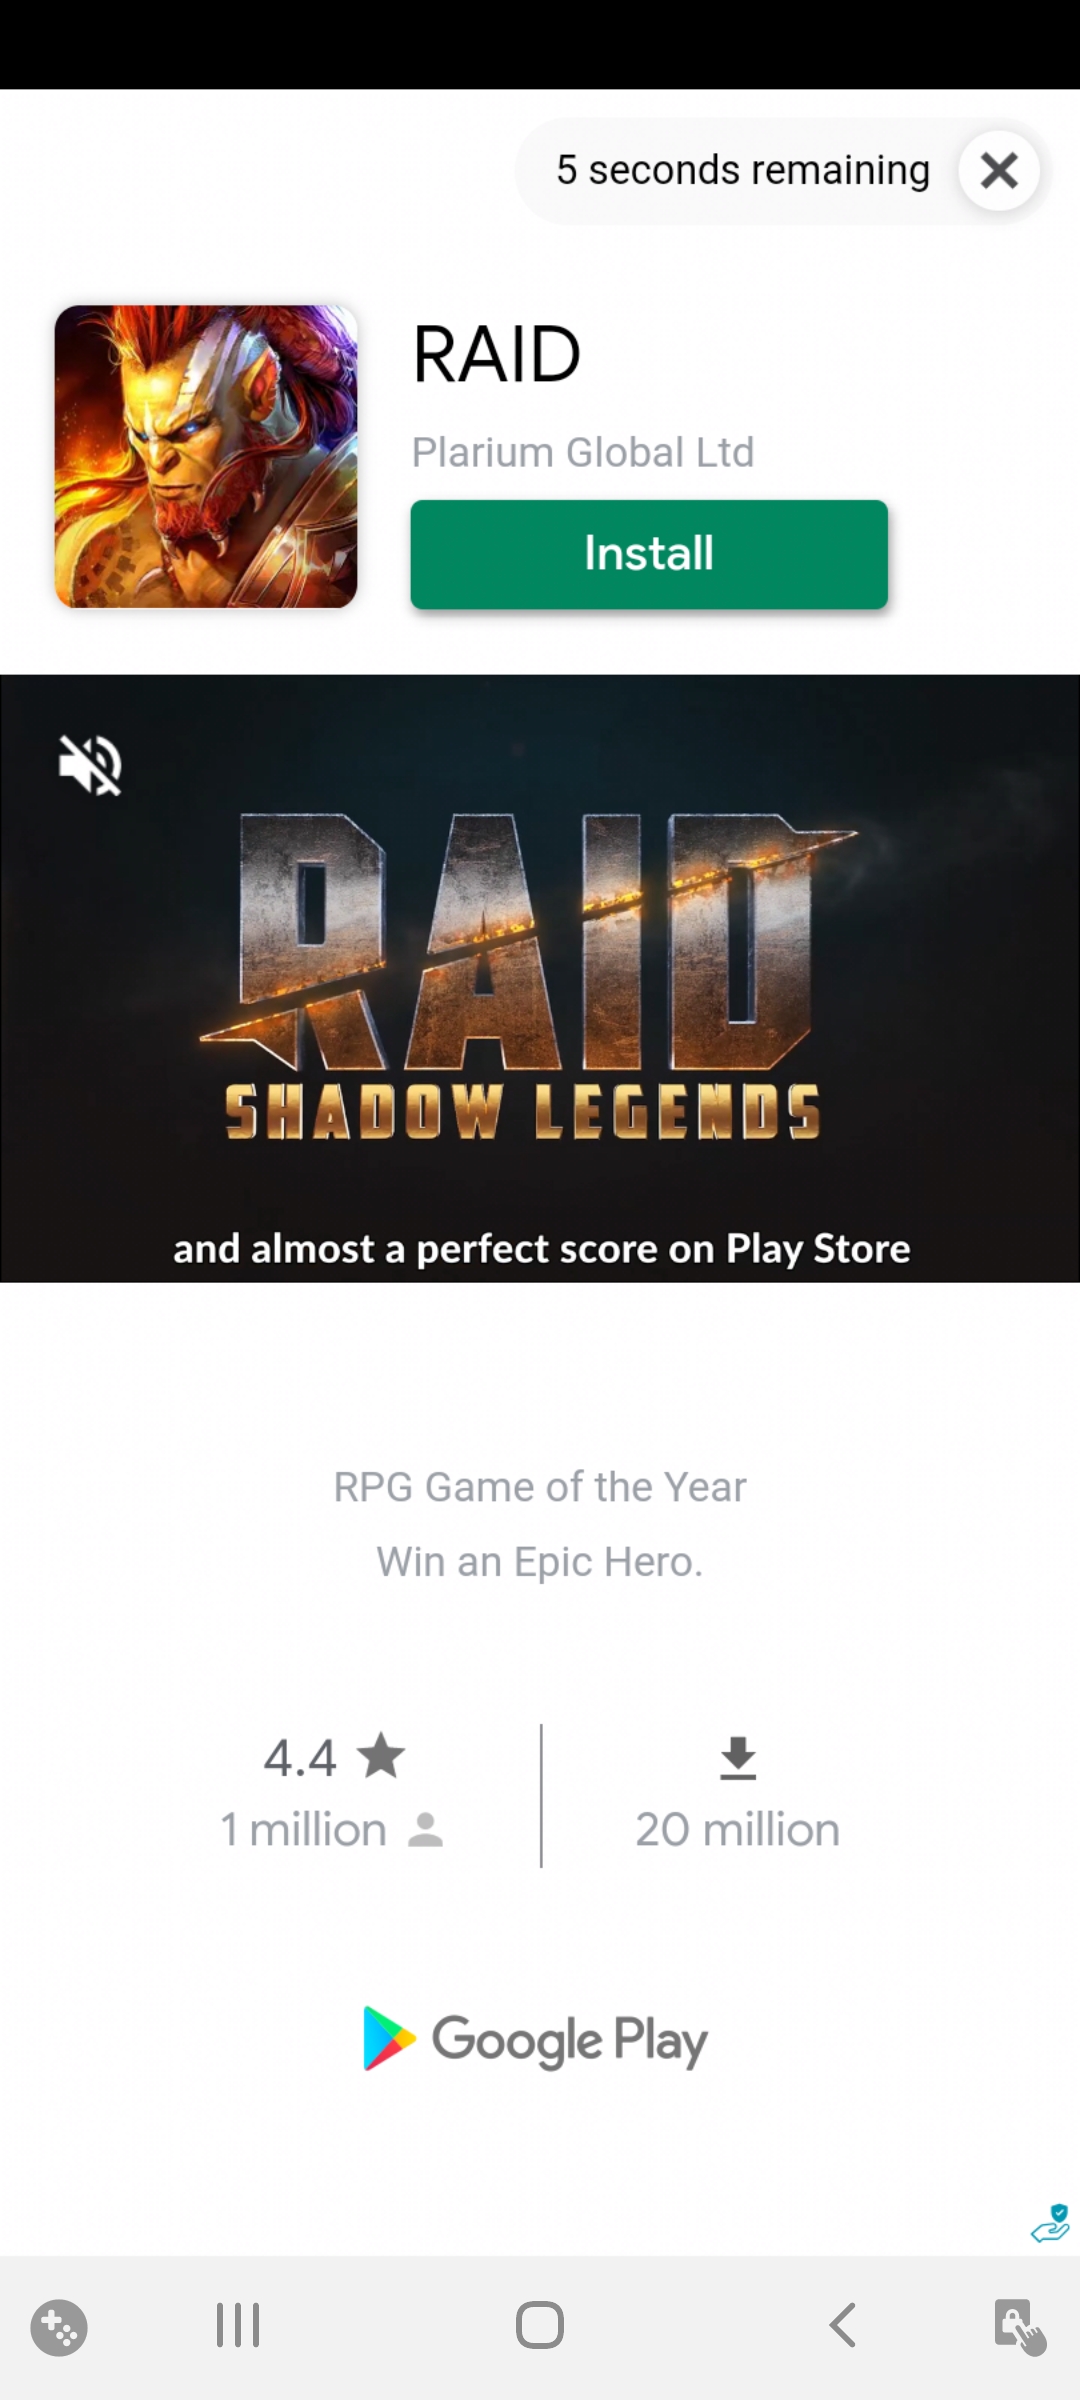 5 seconds remaining
RAID
Plarium Global Ltd
Install
RAID
SHADOW LEGENDS
and almost a perfect score on Play Store
RPG Game of the Year
Win an Epic Hero.
4.4
1 million
20 million
Google Play